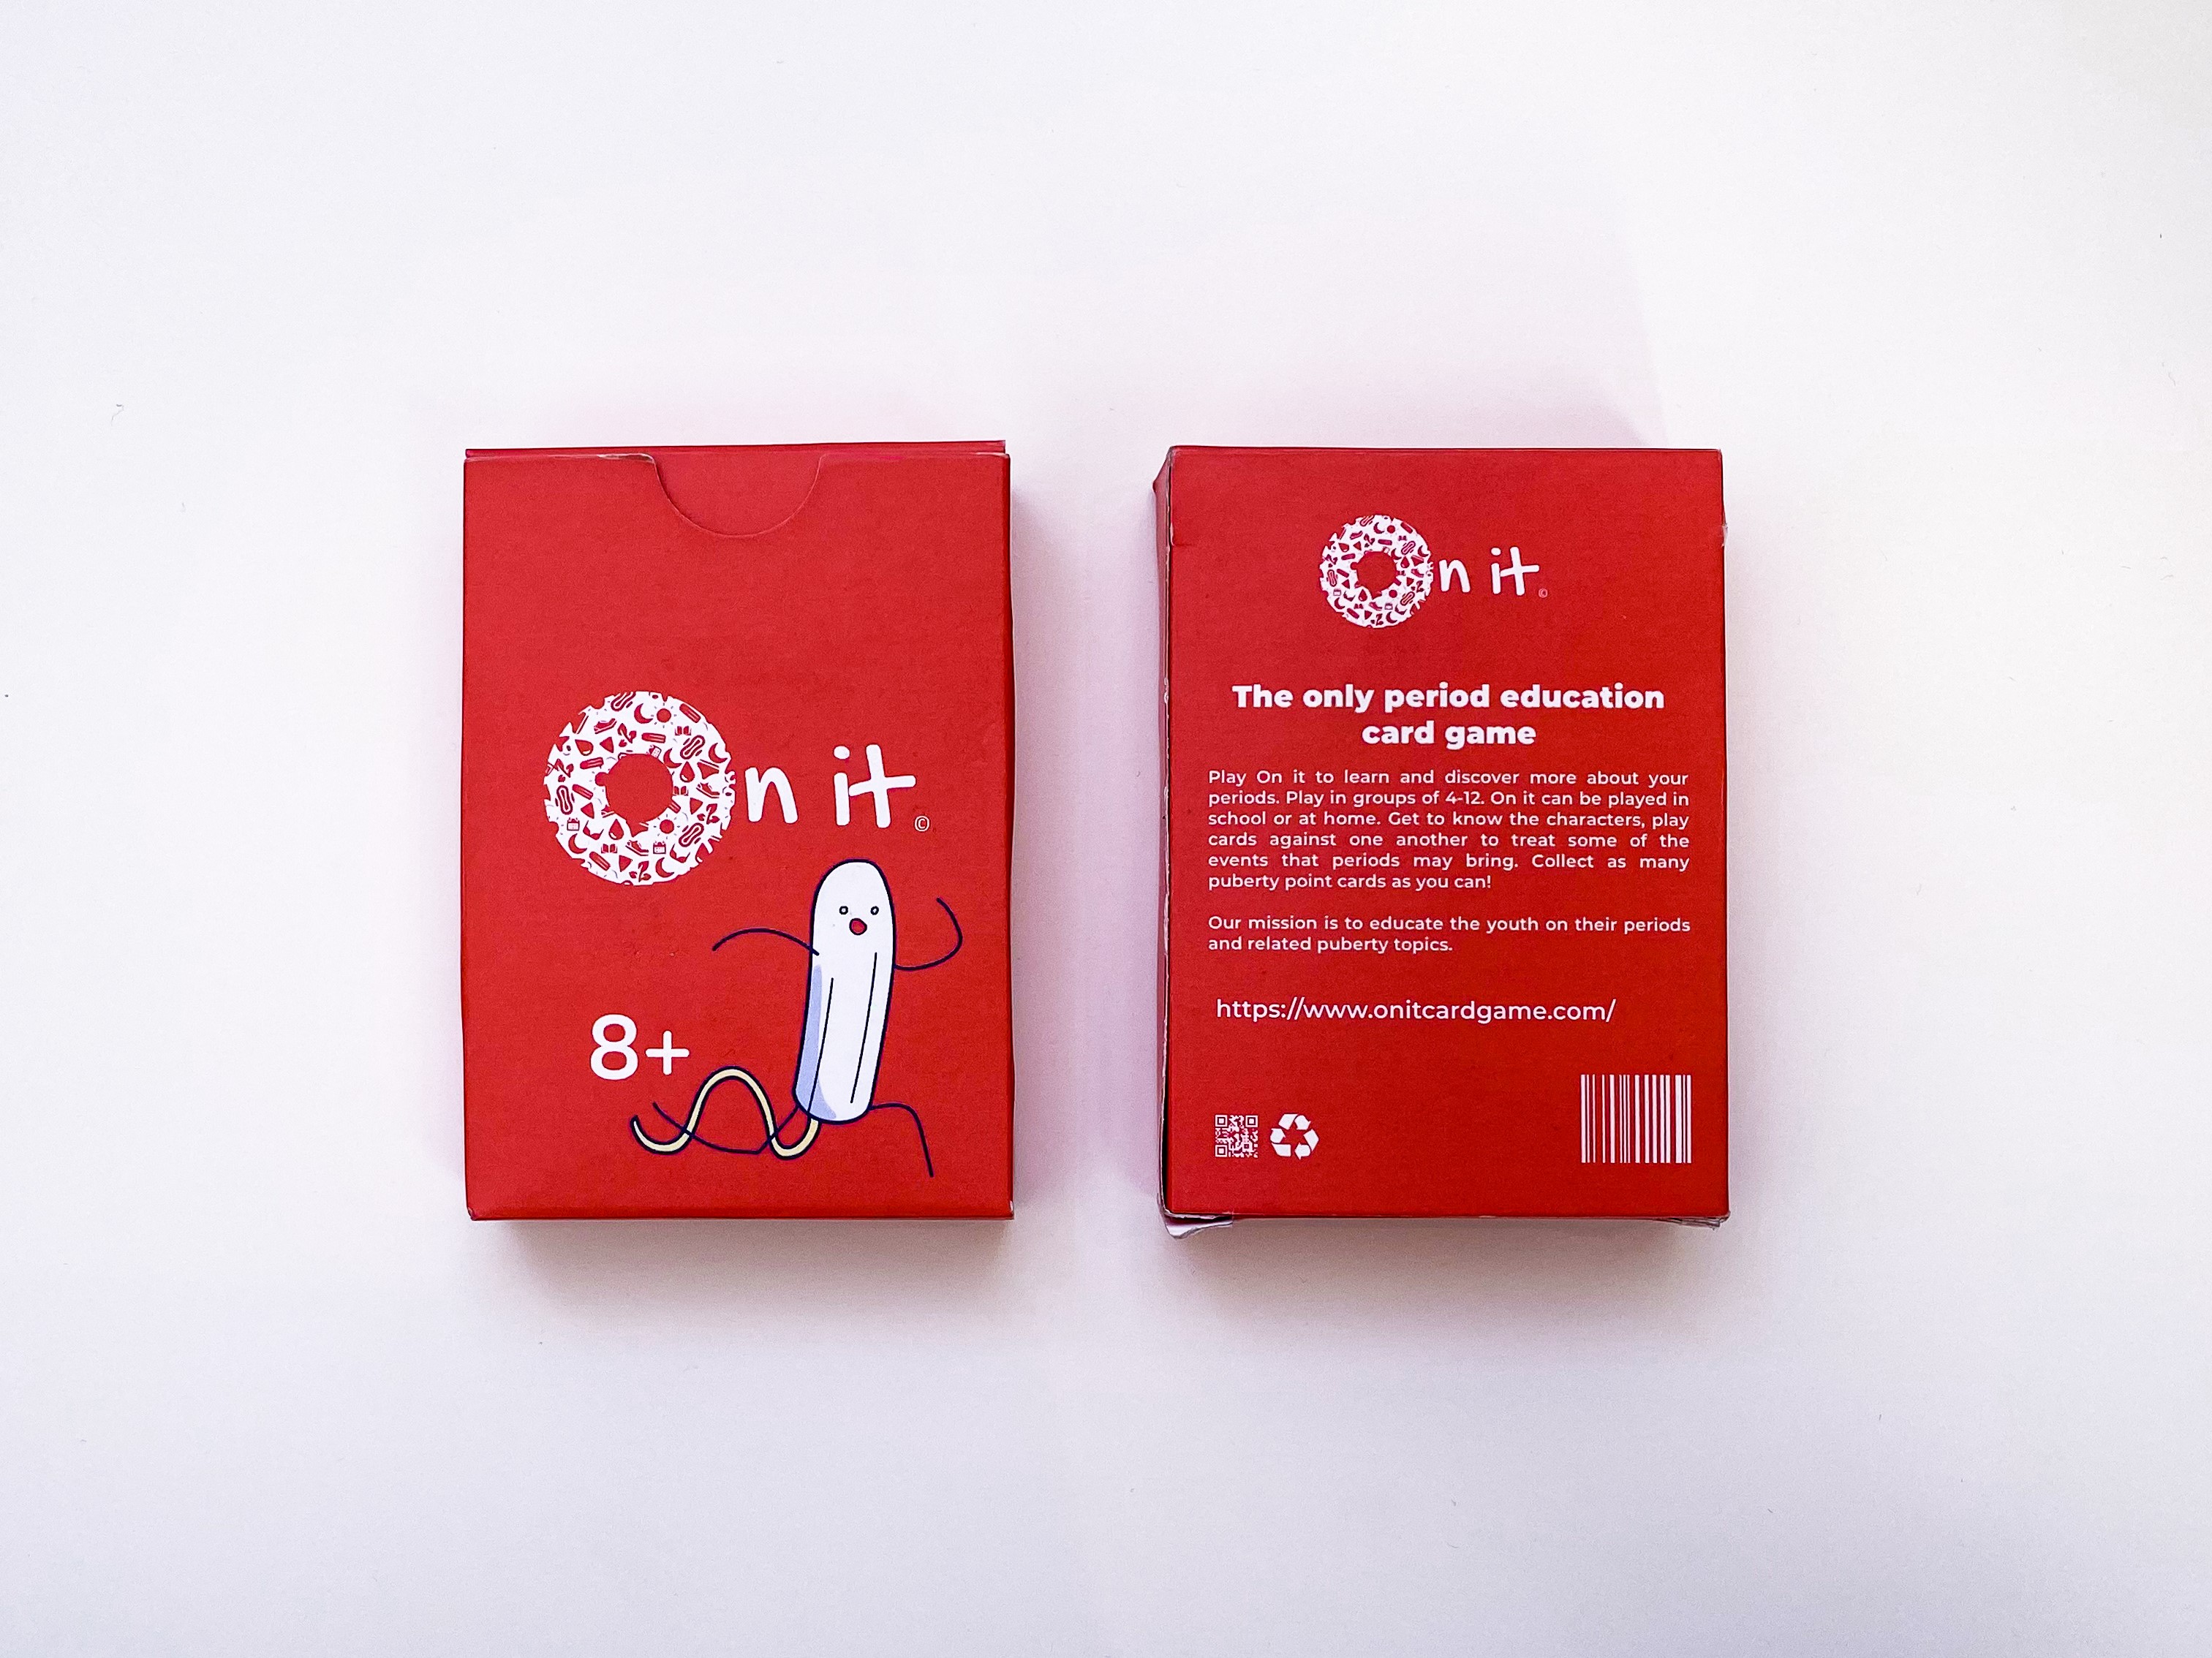 On it©
8+
On it©
The only period education
card game
Play On it to learn and discover more about your
periods. Play in groups of 4-12. On it can be played in
school or at home. Get to know the characters, play
cards against one another to treat some of the
events that periods may bring. Collect as many
puberty point cards as you can!
Our mission is to educate the youth on their periods
and related puberty topics.
https://www.onitcardgame.com/